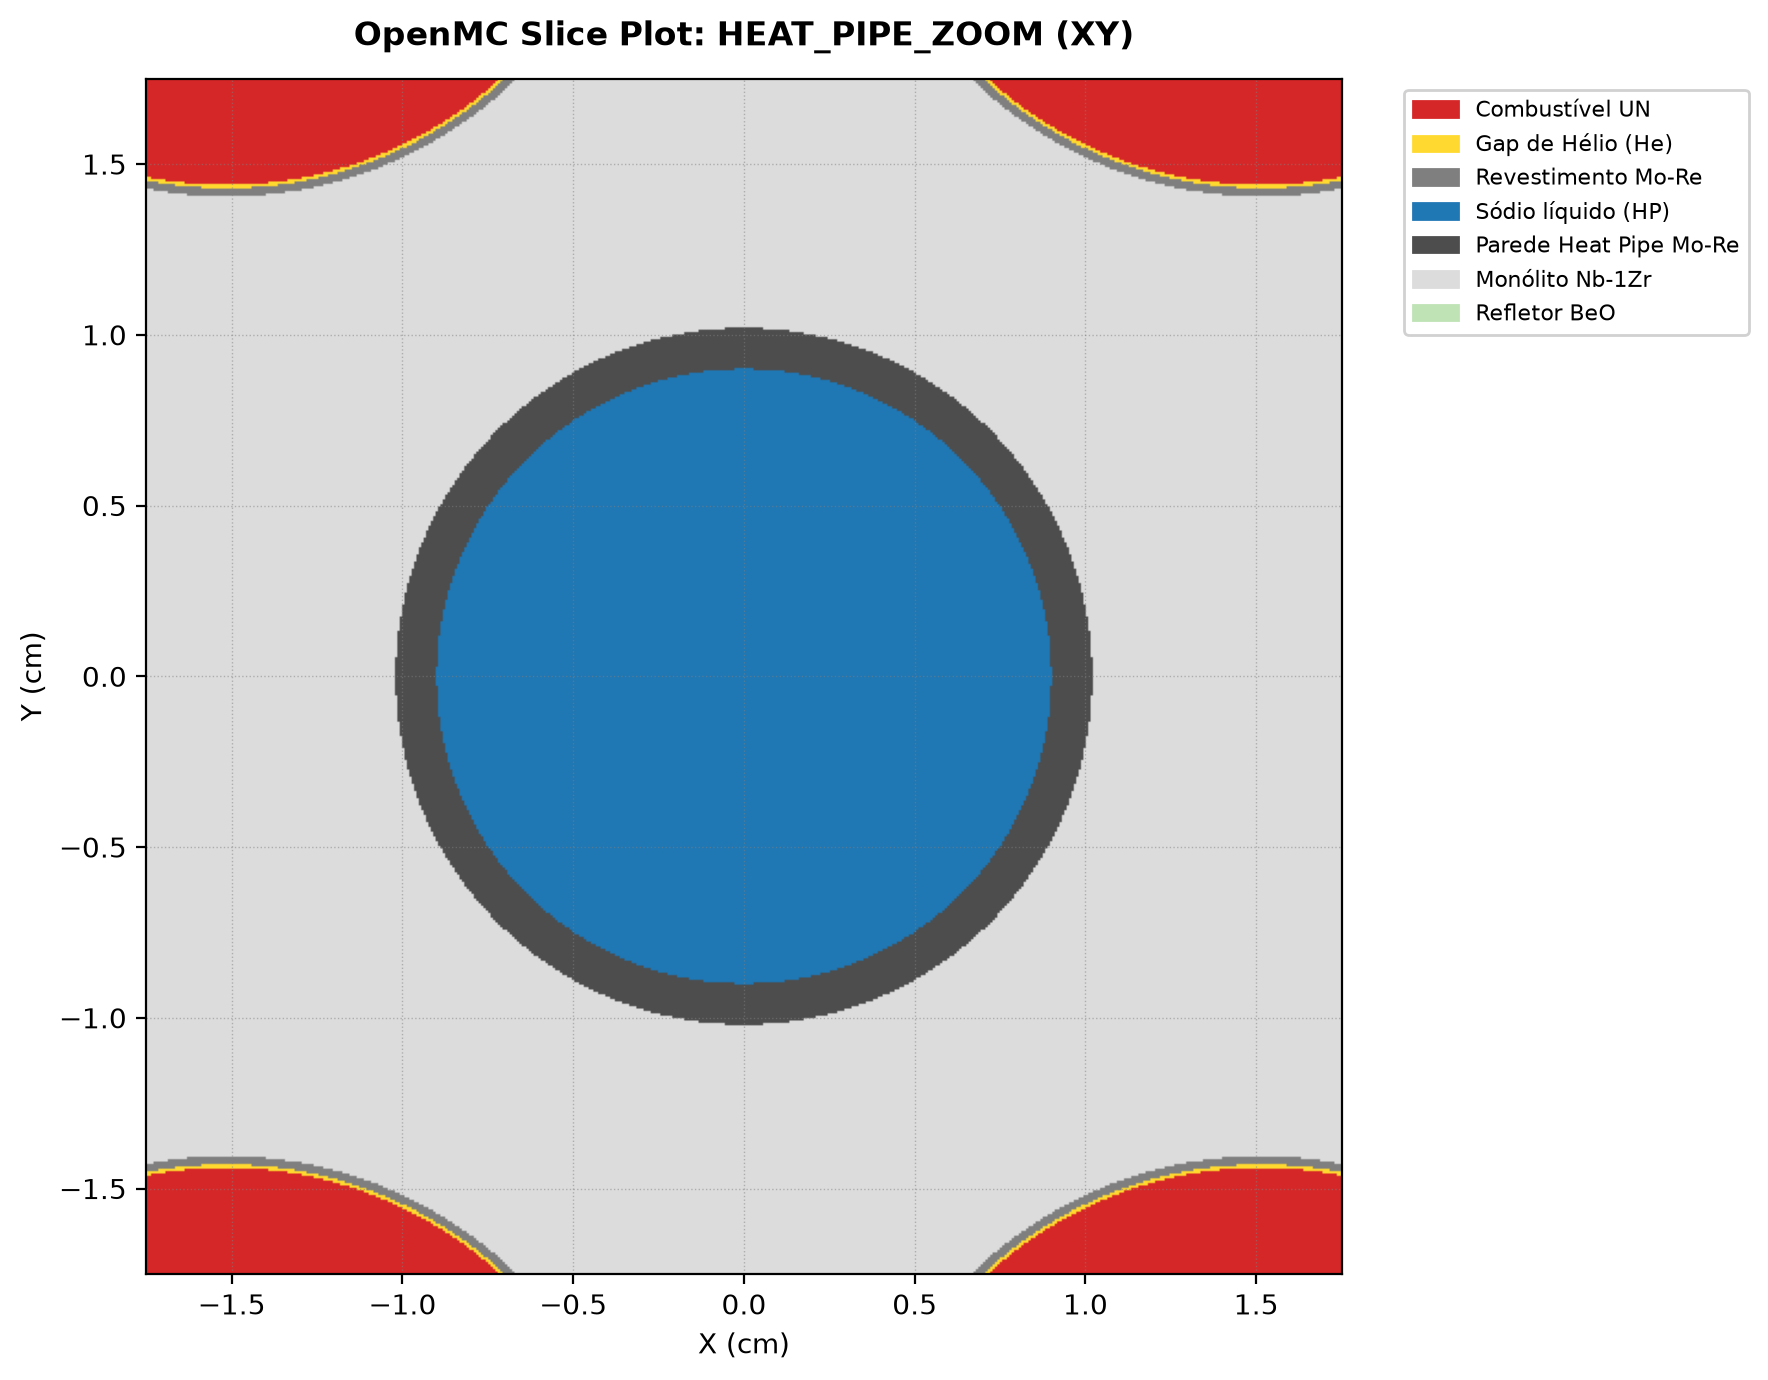 OpenMC Slice Plot: HEAT_PIPE_ZOOM (XY)
Combustível UN
Gap de Hélio (He)
Revestimento Mo-Re
Sódio líquido (HP)
Parede Heat Pipe Mo-Re
Monólito Nb-1Zr
Refletor BeO
Y (cm)
1.5
1.0
0.5
0.0
−0.5
−1.0
−1.5
−1.5 −1.0 −0.5 0.0 0.5 1.0 1.5
X (cm)